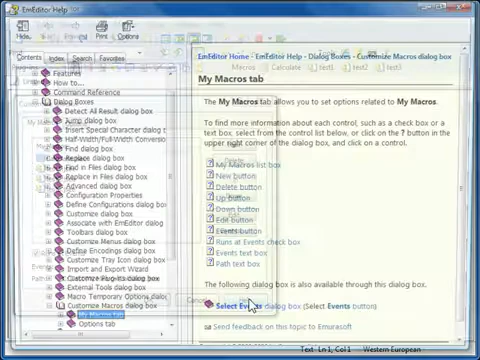 EmEditor Help
Hide
Print
Options
Contents
Index
Search
Favorites
Features
How to...
Command Reference
Dialog Boxes
Detect All Result dialog box
Jump dialog box
Insert Special Character dialog
Half-Width/Full-Width Conversion
Find dialog box
Replace dialog box
Find in Files dialog box
Replace in Files dialog box
Advanced dialog box
Configuration Properties
Define Configurations dialog box
Customize dialog box
Associate with EmEditor dialog
Toolbars dialog box
Customize Menus dialog box
Define Encodings dialog box
Customize Tray Icon dialog box
Import and Export Wizard
Customize Plug-ins dialog box
External Tools dialog box
Macro Temporary Options dialog
Customize Macros dialog box
My Macros tab
Options tab
EmEditor Home - EmEditor Help - Dialog Boxes - Customize Macros dialog box
Macros
Calculate
test1
test3
My Macros tab
The My Macros tab allows you to set options related to My Macros.
To find more information about each control, such as a check box or a
text box, select from the control list below, or click on the ? button in the
upper right corner of the dialog box, and click on a control.
My Macros list box
New button
Delete button
Up button
Down button
Edit button
Events button
Runs at Events check box
Events text box
Path text box
The following dialog box is also available through this dialog box.
Select Events dialog box (Select Events button)
Send feedback on this topic to Emurasoft
Cancel
Text
Ln 1, Col 1
Western European